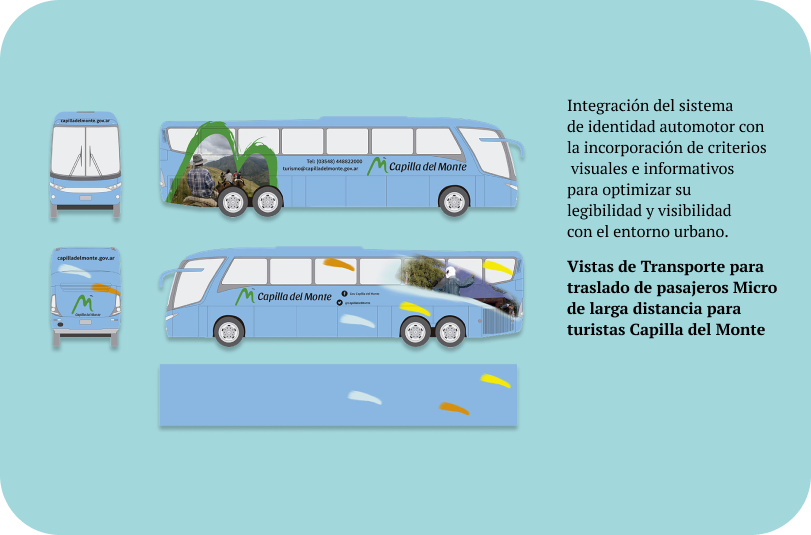 capilladelmonte.gov.ar
Tel: (03548) 448822000
turismo@capilladelmonte.gov.ar
Capilla del Monte
capilladelmonte.gov.ar
Capilla del Monte
Capilla del Monte
Integración del sistema
de identidad automotor con
la incorporación de criterios
visuales e informativos
para optimizar su
legibilidad y visibilidad
con el entorno urbano.
Vistas de Transporte para
traslado de pasajeros Micro
de larga distancia para
turistas Capilla del Monte